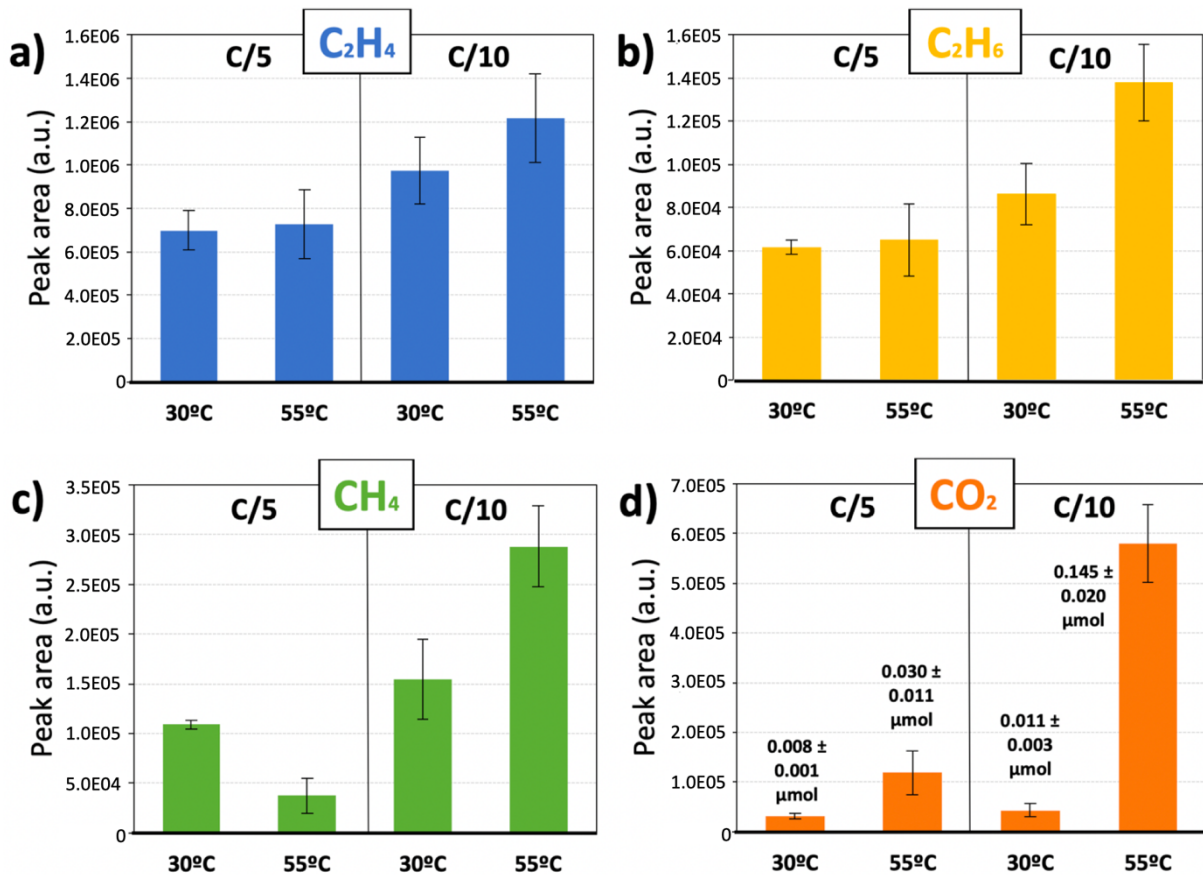 a)
C₂H₄
C/5
C/10
Peak area (a.u.)
1.6E06
1.4E06
1.2E06
1.0E06
8.0E05
6.0E05
4.0E05
2.0E05
0
30ºC
55ºC
30ºC
55ºC
b)
C₂H₆
C/5
C/10
Peak area (a.u.)
1.6E05
1.4E05
1.2E05
1.0E05
8.0E04
6.0E04
4.0E04
2.0E04
0
30ºC
55ºC
30ºC
55ºC
c)
CH₄
C/5
C/10
Peak area (a.u.)
3.5E05
3.0E05
2.5E05
2.0E05
1.5E05
1.0E05
5.0E04
0
30ºC
55ºC
30ºC
55ºC
d)
CO₂
C/5
C/10
Peak area (a.u.)
7.0E05
6.0E05
5.0E05
4.0E05
3.0E05
2.0E05
1.0E05
0
0.008 ±
0.001
µmol
0.030 ±
0.011
µmol
0.011 ±
0.003
µmol
0.145 ±
0.020
µmol
30ºC
55ºC
30ºC
55ºC